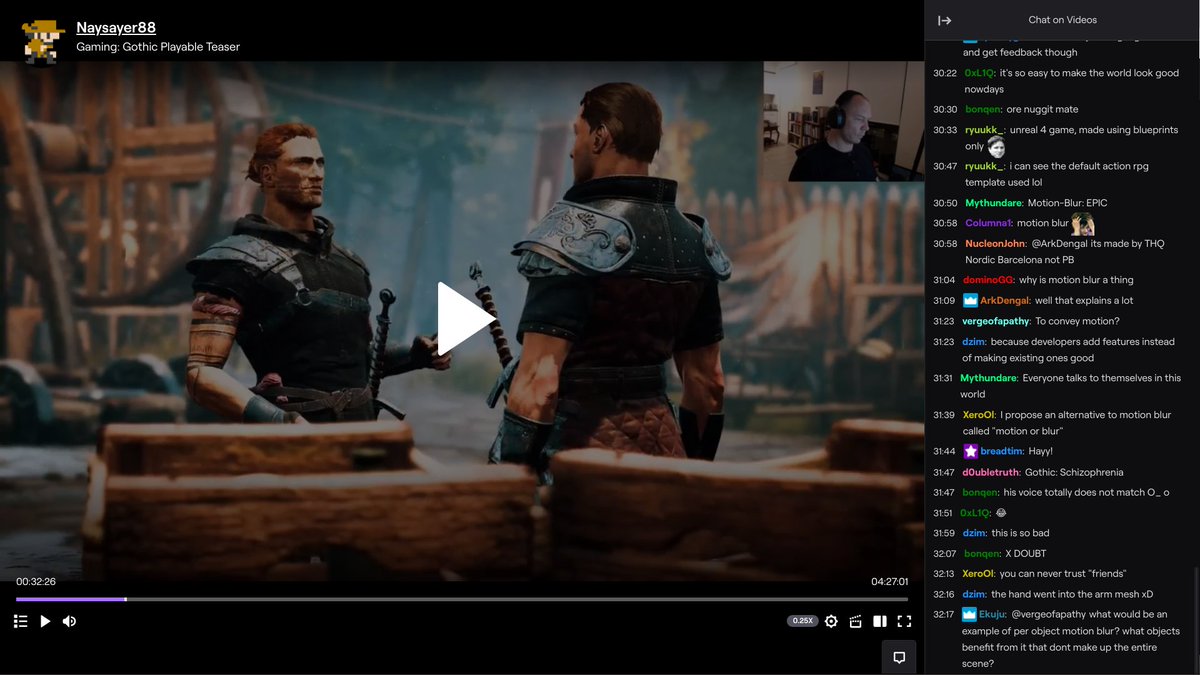 Naysayer88
Gaming: Gothic Playable Teaser
00:32:26
04:27:01
0.25X
Chat on Videos
and get feedback though
30:22 0xL1Q: it's so easy to make the world look good
nowdays
30:30 bonqen: ore nuggit mate
30:33 ryuukk_: unreal 4 game, made using blueprints
only
30:47 ryuukk_: i can see the default action rpg
template used lol
30:50 Mythundare: Motion-Blur: EPIC
30:58 Columna1: motion blur
30:58 NucleonJohn: @ArkDengal its made by THQ
Nordic Barcelona not PB
31:04 dominoGG: why is motion blur a thing
31:09 ArkDengal: well that explains a lot
31:23 vergeofapathy: To convey motion?
31:23 dzim: because developers add features instead
of making existing ones good
31:31 Mythundare: Everyone talks to themselves in this
world
31:39 XeroOl: I propose an alternative to motion blur
called "motion or blur"
31:44 breadtim: Hayy!
31:47 d0ubletruth: Gothic: Schizophrenia
31:47 bonqen: his voice totally does not match O_ o
31:51 0xL1Q: 😂
31:59 dzim: this is so bad
32:07 bonqen: X DOUBT
32:13 XeroOl: you can never trust "friends"
32:16 dzim: the hand went into the arm mesh xD
32:17 Ekuju: @vergeofapathy what would be an
example of per object motion blur? what objects
benefit from it that dont make up the entire
scene?